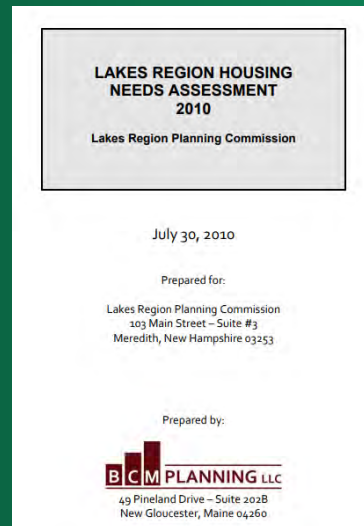 LAKES REGION HOUSING
NEEDS ASSESSMENT
2010
Lakes Region Planning Commission
July 30, 2010
Prepared for:
Lakes Region Planning Commission
103 Main Street – Suite #3
Meredith, New Hampshire 03253
Prepared by:
BCM PLANNING LLC
49 Pineland Drive – Suite 202B
New Gloucester, Maine 04260